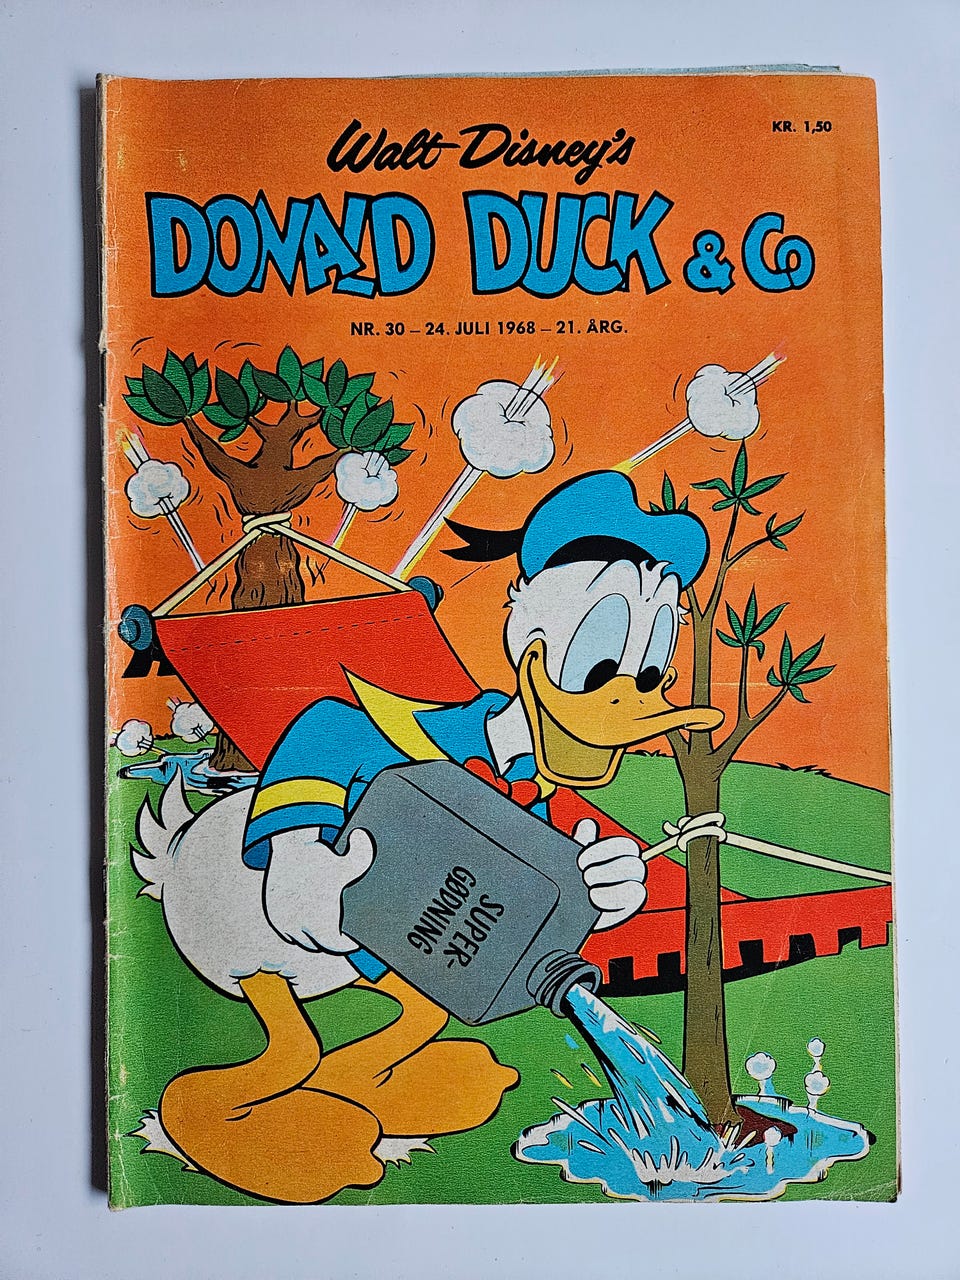 Walt Disney's
KR. 1,50
DONALD DUCK & Co
NR. 30 – 24. JULI 1968 – 21. ÅRG.
SUPER-
GØDNING